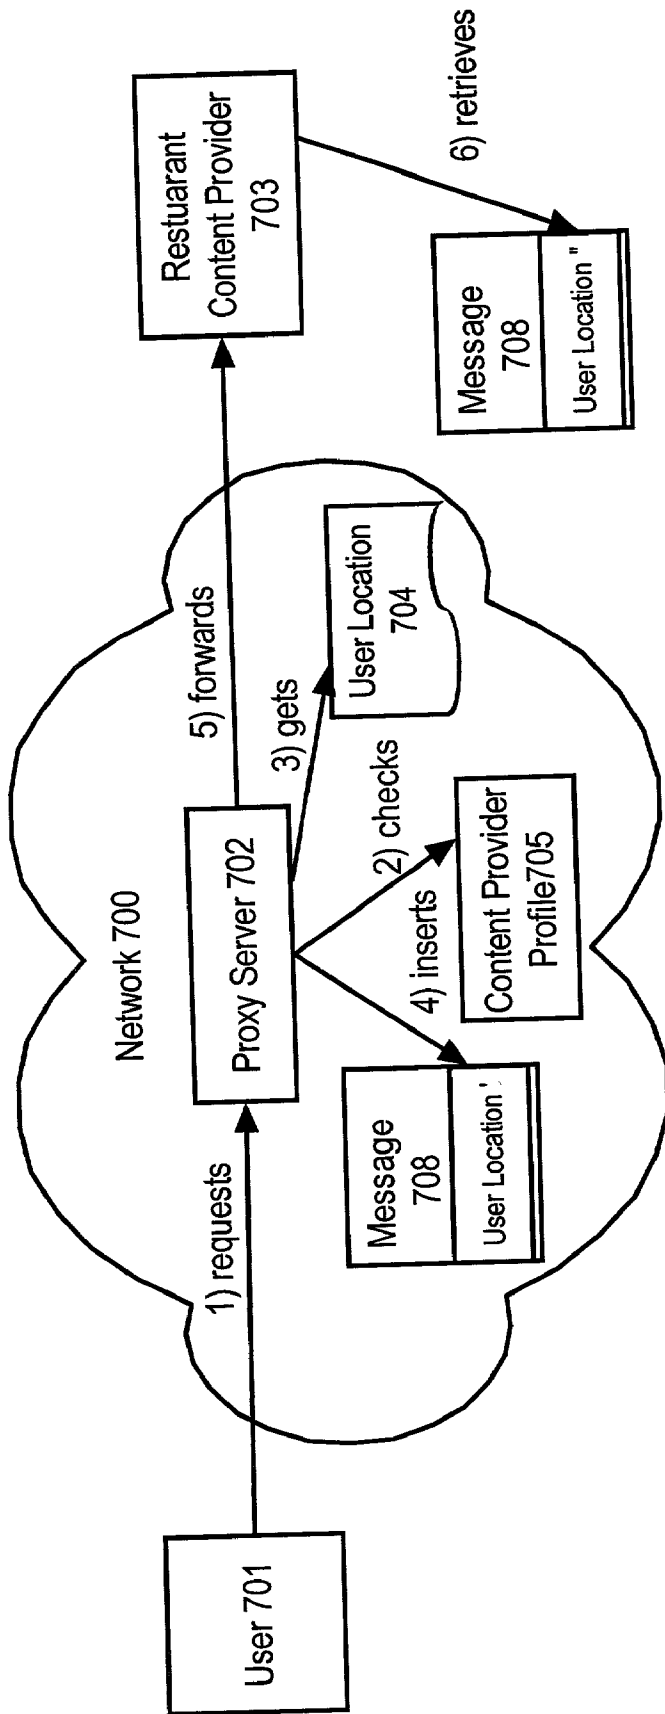 Network 700
User 701
1) requests
Proxy Server 702
5) forwards
Restuarant
Content Provider
703
3) gets
User Location
704
2) checks
Content Provider
Profile705
4) inserts
Message
708
User Location '
6) retrieves
Message
708
User Location "